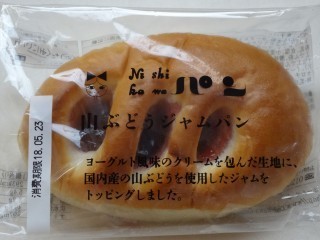 Ni shi
ko mo パン
山ぶどうジャムパン
ヨーグルト風味のクリームを包んだ生地に、
国内産の山ぶどうを使用したジャムを
トッピングしました。
消費期限18.05.23